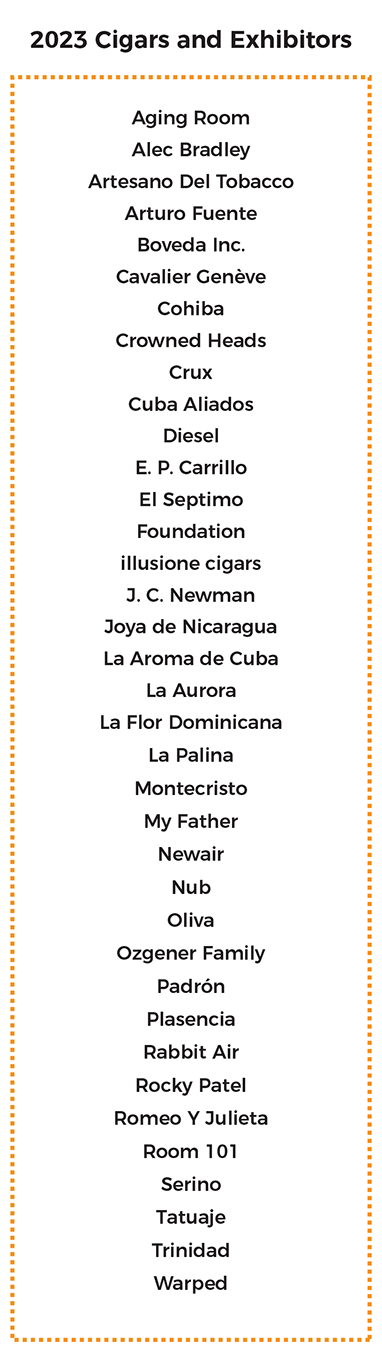 2023 Cigars and Exhibitors
Aging Room
Alec Bradley
Artesano Del Tobacco
Arturo Fuente
Boveda Inc.
Cavalier Genève
Cohiba
Crowned Heads
Crux
Cuba Aliados
Diesel
E. P. Carrillo
El Septimo
Foundation
illusione cigars
J. C. Newman
Joya de Nicaragua
La Aroma de Cuba
La Aurora
La Flor Dominicana
La Palina
Montecristo
My Father
Newair
Nub
Oliva
Ozgener Family
Padrón
Plasencia
Rabbit Air
Rocky Patel
Romeo Y Julieta
Room 101
Serino
Tatuaje
Trinidad
Warped